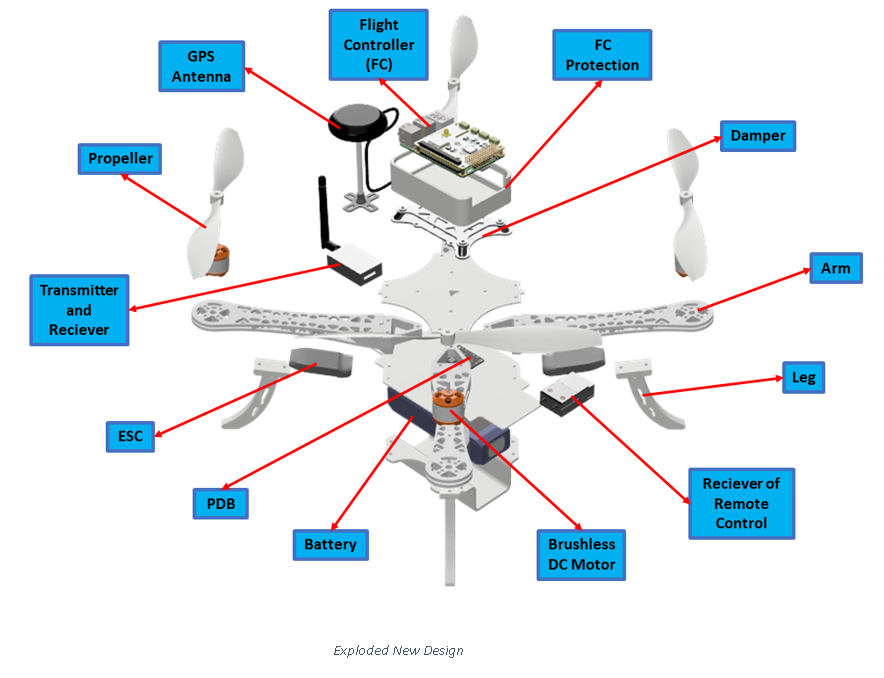 Flight
Controller
(FC)
GPS
Antenna
FC
Protection
Damper
Propeller
Arm
Transmitter
and
Reciever
Leg
ESC
PDB
Reciever of
Remote
Control
Battery
Brushless
DC Motor
Exploded New Design